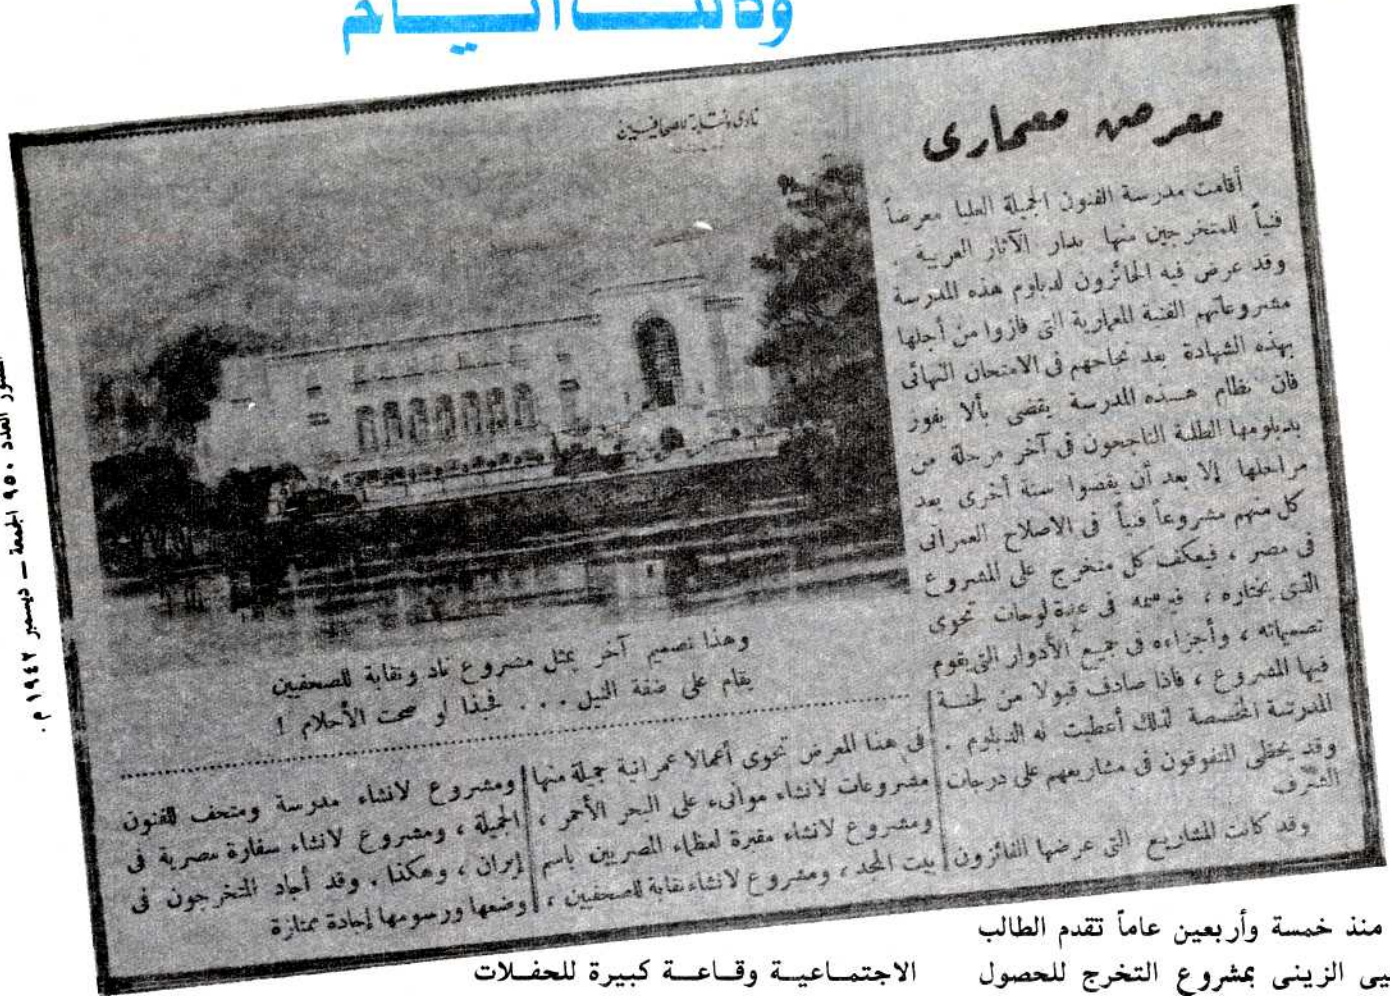 معرض معمارى
أقامت مدرسة الفنون الجميلة العليا معرضاً
فنياً للمتخرجين منها بدار الآثار العربية .
وقد عرض فيه الحائزون لدبلوم هذه المدرسة
مشروعاتهم الفنية المعمارية التى فازوا من أجلها
بهذه الشهادة بعد نجاحهم فى الامتحان النهائى
فان نظام هذه المدرسة يقضى بألا يفوز
بدبلومها الطلبة الناجحون فى آخر مرحلة من
مراحلها إلا بعد أن يقضوا سنة أخرى بعد
كل منهم مشروعاً فنياً فى الاصلاح العمرانى
فى مصر ، فيعكف كل متخرج على المشروع
الذى يختاره ، فيرسمه فى عدة لوحات تحوى
تصميماته ، وأجزاءه فى جميع الأدوار التى يقوم
فيها المشروع ، فاذا صادف قبولا من لجنة
المدرسة المختصة لذلك أعطيت له الدبلوم .
وقد يحظى المتفوقون فى مشاريعهم على درجات
الشرف
وقد كانت المشاريع التى عرضها الفائزون
نادى ونقابة للصحافيين
وهذا تصميم آخر يمثل مشروع ناد ونقابة للصحفيين
يقام على ضفة النيل . . . فحبذا لو صحت الأحلام !
فى هذا المعرض تحوى أعمالا عمرانية جميلة منها
مشروعات لانشاء موانىء على البحر الأحمر ،
ومشروع لانشاء مقبرة لعظماء المصريين باسم
بيت المجد ، ومشروع لانشاء نقابة للصحفيين ،
ومشروع لانشاء مدرسة ومتحف للفنون
الجميلة ، ومشروع لانشاء سفارة مصرية فى
إيران ، وهكذا . وقد أجاد المتخرجون فى
وضعها ورسومها إجادة ممتازة
العدد ٩٥٠ الجمعة – ديسمبر ١٩٤٢ م .
منذ خمسة وأربعين عاماً تقدم الطالب
الزينى بمشروع التخرج للحصول
الاجتماعية وقاعة كبيرة للحفلات